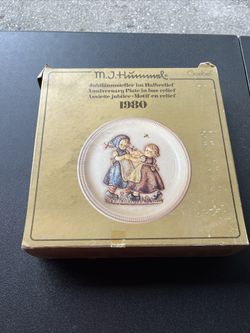 M.J. Hummel
Goebel
Jubiläumsteller im Halbrelief
Anniversary Plate in bas-relief
Assiette jubilée - Motif en relief
1980